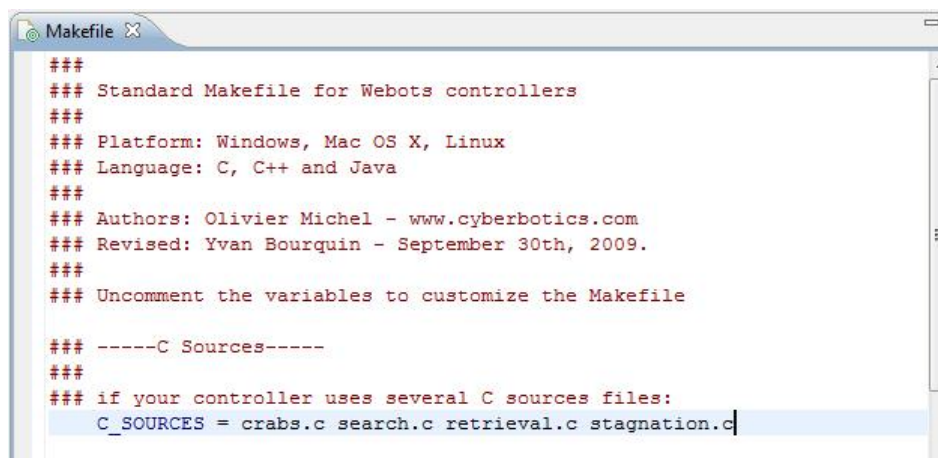 Makefile
###
### Standard Makefile for Webots controllers
###
### Platform: Windows, Mac OS X, Linux
### Language: C, C++ and Java
###
### Authors: Olivier Michel - www.cyberbotics.com
### Revised: Yvan Bourquin - September 30th, 2009.
###
### Uncomment the variables to customize the Makefile

### -----C Sources-----
###
### if your controller uses several C sources files:
    C_SOURCES = crabs.c search.c retrieval.c stagnation.c